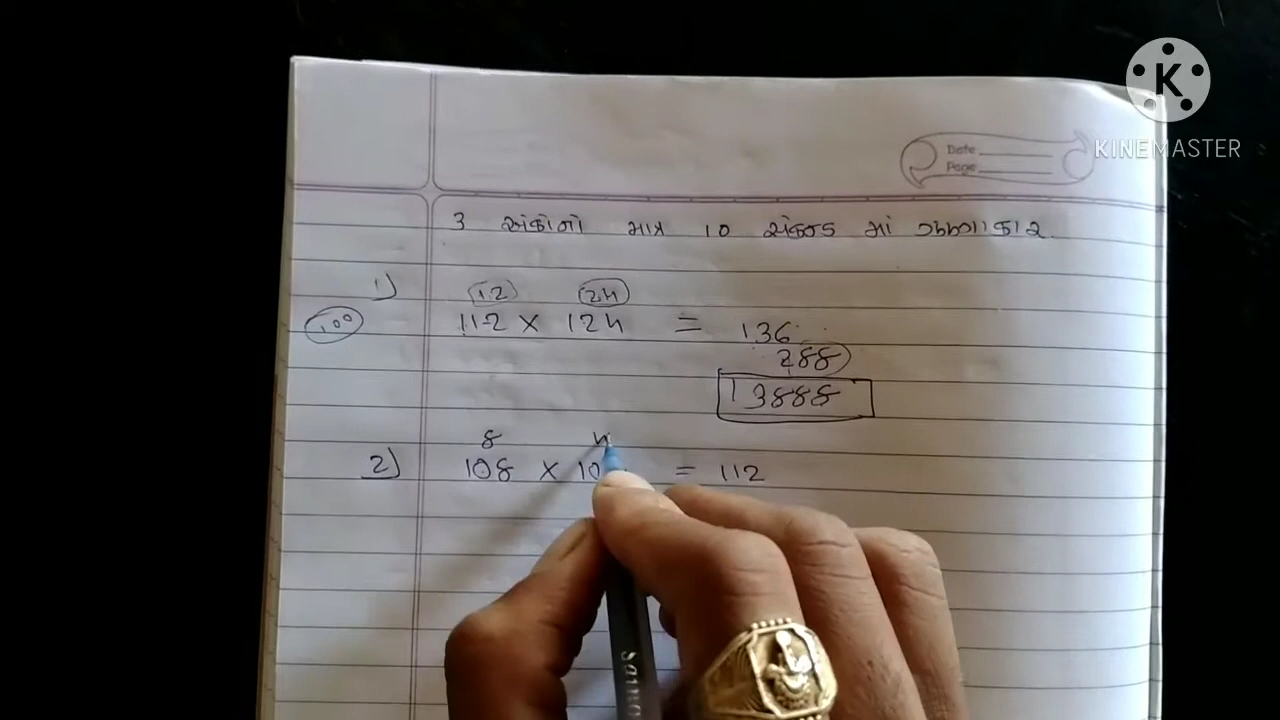 KINEMASTER
Date
Page
3 અંકોનો માત્ર 10 સેકન્ડ માં ગુણાકાર.
1) 12 24
100 112 x 124 = 136
288
13888
8 4
2) 108 x 10 = 112